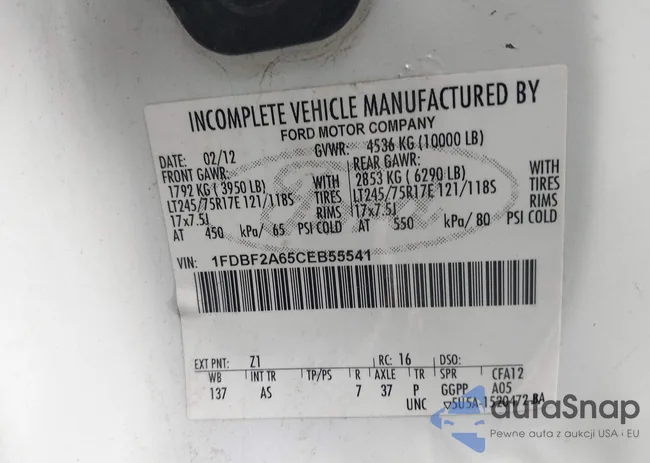 INCOMPLETE VEHICLE MANUFACTURED BY
FORD MOTOR COMPANY
DATE: 02/12 GVWR: 4536 KG (10000 LB)
FRONT GAWR: REAR GAWR:
1792 KG ( 3950 LB) WITH 2853 KG ( 6290 LB) WITH
LT245/75R17E 121/118S TIRES LT245/75R17E 121/118S TIRES
17x7.5J RIMS 17x7.5J RIMS
AT 450 kPa/ 65 PSI COLD AT 550 kPa/ 80 PSI COLD
VIN: 1FDBF2A65CEB55541
EXT PNT: Z1 RC: 16 DSO:
WB INT TR TP/PS R AXLE TR SPR CFA12
137 AS 7 37 P GGPP A05
UNC ▽5U5A-1520472-BA
autaSnap
Pewne auta z aukcji USA i EU